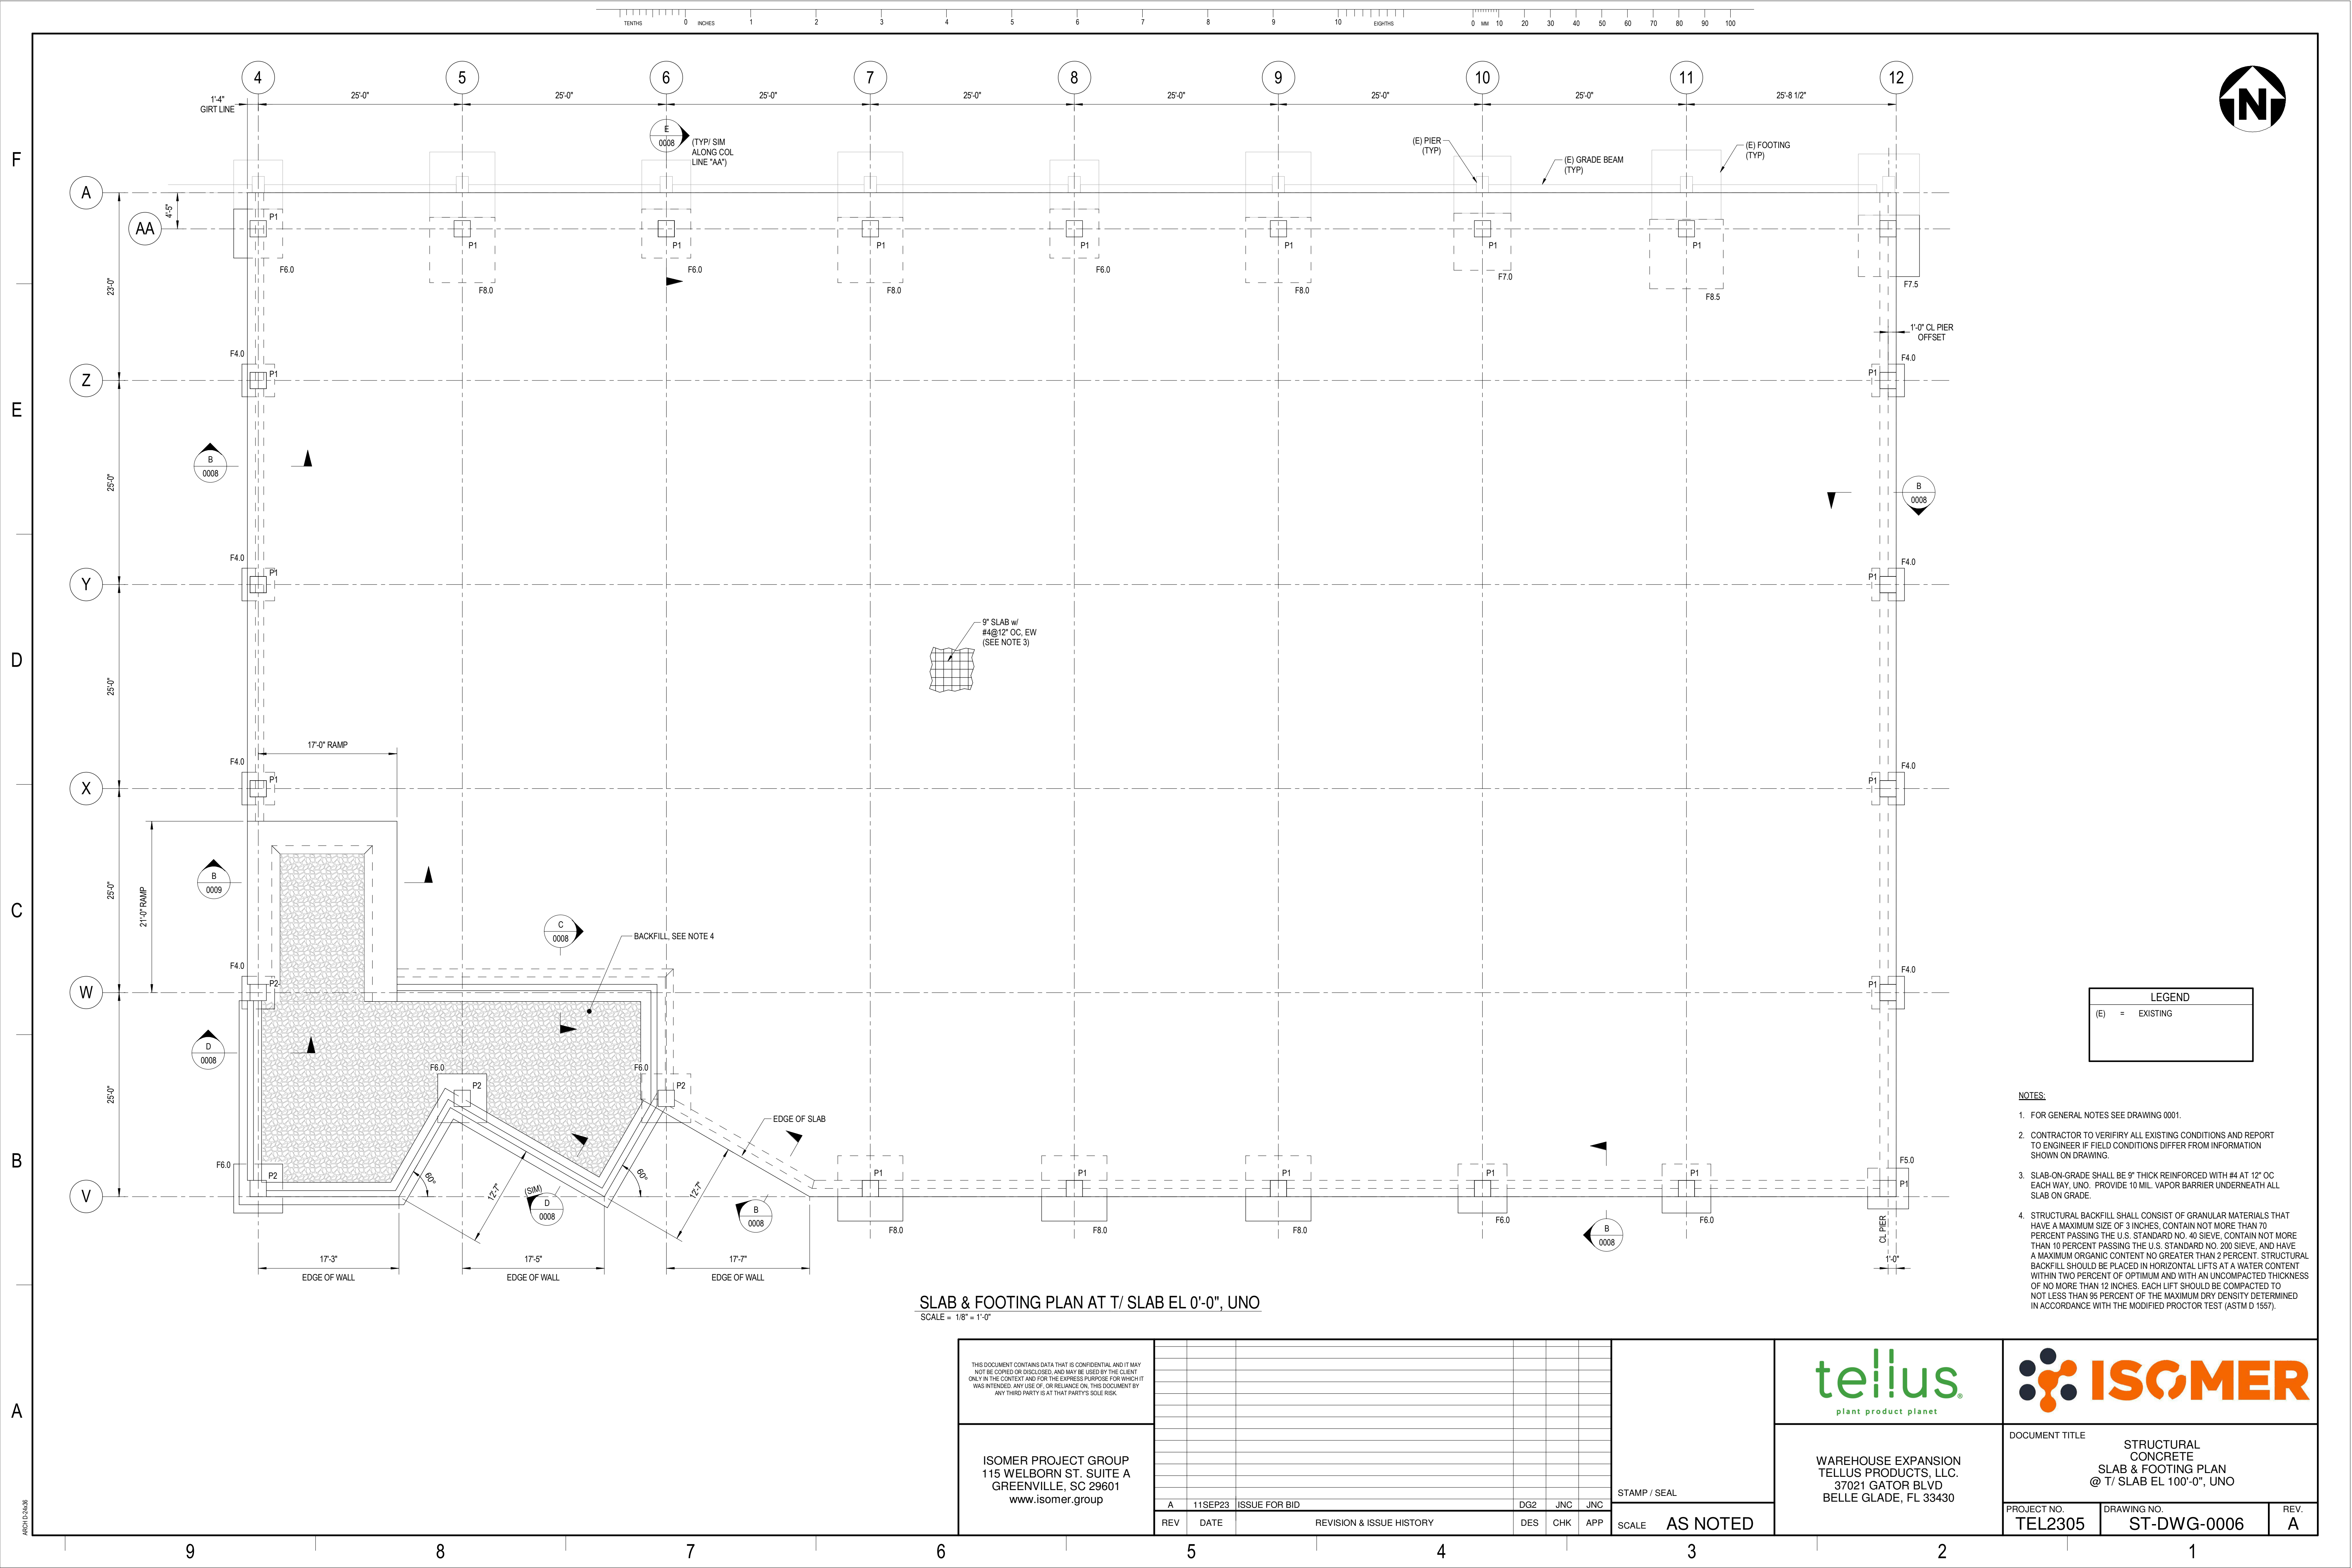 TENTHS 0 INCHES 1 2 3 4 5 6 7 8 9 10 EIGHTHS 0 MM 10 20 30 40 50 60 70 80 90 100
4 5 6 7 8 9 10 11 12
1'-4"
GIRT LINE
25'-0" 25'-0" 25'-0" 25'-0" 25'-0" 25'-0" 25'-0" 25'-8 1/2"
N
E
0008
(TYP/ SIM
ALONG COL
LINE "AA")
(E) PIER
(TYP)
(E) GRADE BEAM
(TYP)
(E) FOOTING
(TYP)
F
A
AA
4'-5"
P1 P1 P1 P1 P1 P1 P1 P1
F6.0 F8.0 F6.0 F8.0 F6.0 F8.0 F7.0 F8.5 F7.5
23'-0"
1'-0" CL PIER
OFFSET
F4.0 F4.0
Z
P1 P1
E
B
0008
25'-0"
B
0008
F4.0 F4.0
Y
P1 P1
9" SLAB w/
#4@12" OC, EW
(SEE NOTE 3)
D
25'-0"
17'-0" RAMP
F4.0 F4.0
X
P1 P1
B
0009
25'-0"
21'-0" RAMP
C
C
0008
BACKFILL, SEE NOTE 4
F4.0 F4.0
W
P2 P1
D
0008
F6.0 F6.0
P2 P2
25'-0"
EDGE OF SLAB
B
F6.0
P2
60°
60°
12'-7"
12'-7"
(SIM)
D
0008
B
0008
P1 P1 P1 P1 P1 P1
F5.0
V
F8.0 F8.0 F8.0 F6.0 F6.0
B
0008
CL PIER
1'-0"
17'-3"
EDGE OF WALL
17'-5"
EDGE OF WALL
17'-7"
EDGE OF WALL
SLAB & FOOTING PLAN AT T/ SLAB EL 0'-0", UNO
SCALE = 1/8" = 1'-0"
LEGEND
(E) = EXISTING
NOTES:
1. FOR GENERAL NOTES SEE DRAWING 0001.
2. CONTRACTOR TO VERIFIRY ALL EXISTING CONDITIONS AND REPORT
TO ENGINEER IF FIELD CONDITIONS DIFFER FROM INFORMATION
SHOWN ON DRAWING.
3. SLAB-ON-GRADE SHALL BE 9" THICK REINFORCED WITH #4 AT 12" OC
EACH WAY, UNO. PROVIDE 10 MIL. VAPOR BARRIER UNDERNEATH ALL
SLAB ON GRADE.
4. STRUCTURAL BACKFILL SHALL CONSIST OF GRANULAR MATERIALS THAT
HAVE A MAXIMUM SIZE OF 3 INCHES, CONTAIN NOT MORE THAN 70
PERCENT PASSING THE U.S. STANDARD NO. 40 SIEVE, CONTAIN NOT MORE
THAN 10 PERCENT PASSING THE U.S. STANDARD NO. 200 SIEVE, AND HAVE
A MAXIMUM ORGANIC CONTENT NO GREATER THAN 2 PERCENT. STRUCTURAL
BACKFILL SHOULD BE PLACED IN HORIZONTAL LIFTS AT A WATER CONTENT
WITHIN TWO PERCENT OF OPTIMUM AND WITH AN UNCOMPACTED THICKNESS
OF NO MORE THAN 12 INCHES. EACH LIFT SHOULD BE COMPACTED TO
NOT LESS THAN 95 PERCENT OF THE MAXIMUM DRY DENSITY DETERMINED
IN ACCORDANCE WITH THE MODIFIED PROCTOR TEST (ASTM D 1557).
A
THIS DOCUMENT CONTAINS DATA THAT IS CONFIDENTIAL AND IT MAY
NOT BE COPIED OR DISCLOSED, AND MAY BE USED BY THE CLIENT
ONLY IN THE CONTEXT AND FOR THE EXPRESS PURPOSE FOR WHICH IT
WAS INTENDED. ANY USE OF, OR RELIANCE ON, THIS DOCUMENT BY
ANY THIRD PARTY IS AT THAT PARTY'S SOLE RISK.
ISOMER PROJECT GROUP
115 WELBORN ST. SUITE A
GREENVILLE, SC 29601
www.isomer.group
A 11SEP23 ISSUE FOR BID DG2 JNC JNC
REV DATE REVISION & ISSUE HISTORY DES CHK APP
STAMP / SEAL
SCALE AS NOTED
tellus®
plant product planet
WAREHOUSE EXPANSION
TELLUS PRODUCTS, LLC.
37021 GATOR BLVD
BELLE GLADE, FL 33430
ISOMER
DOCUMENT TITLE
STRUCTURAL
CONCRETE
SLAB & FOOTING PLAN
@ T/ SLAB EL 100'-0", UNO
PROJECT NO.
TEL2305
DRAWING NO.
ST-DWG-0006
REV.
A
ARCH D-24x36
9 8 7 6 5 4 3 2 1